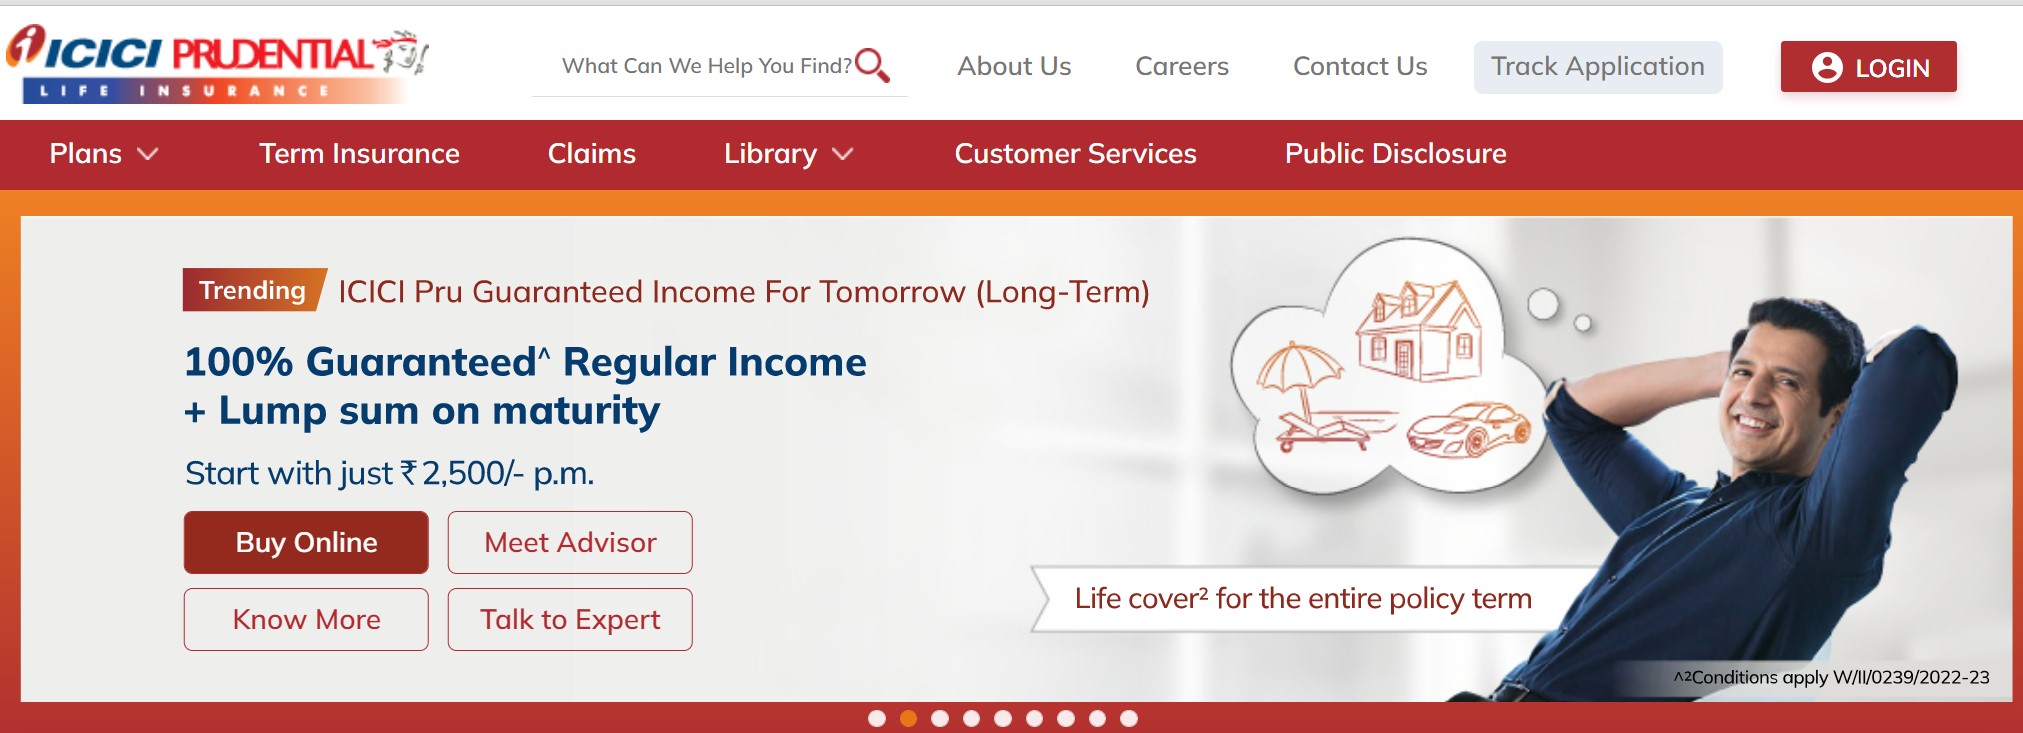 ICICI PRUDENTIAL
LIFE INSURANCE
What Can We Help You Find?
About Us
Careers
Contact Us
Track Application
LOGIN
Plans
Term Insurance
Claims
Library
Customer Services
Public Disclosure
Trending
ICICI Pru Guaranteed Income For Tomorrow (Long-Term)
100% Guaranteed^ Regular Income
+ Lump sum on maturity
Start with just ₹2,500/- p.m.
Buy Online
Meet Advisor
Know More
Talk to Expert
Life cover² for the entire policy term
^²Conditions apply W/II/0239/2022-23